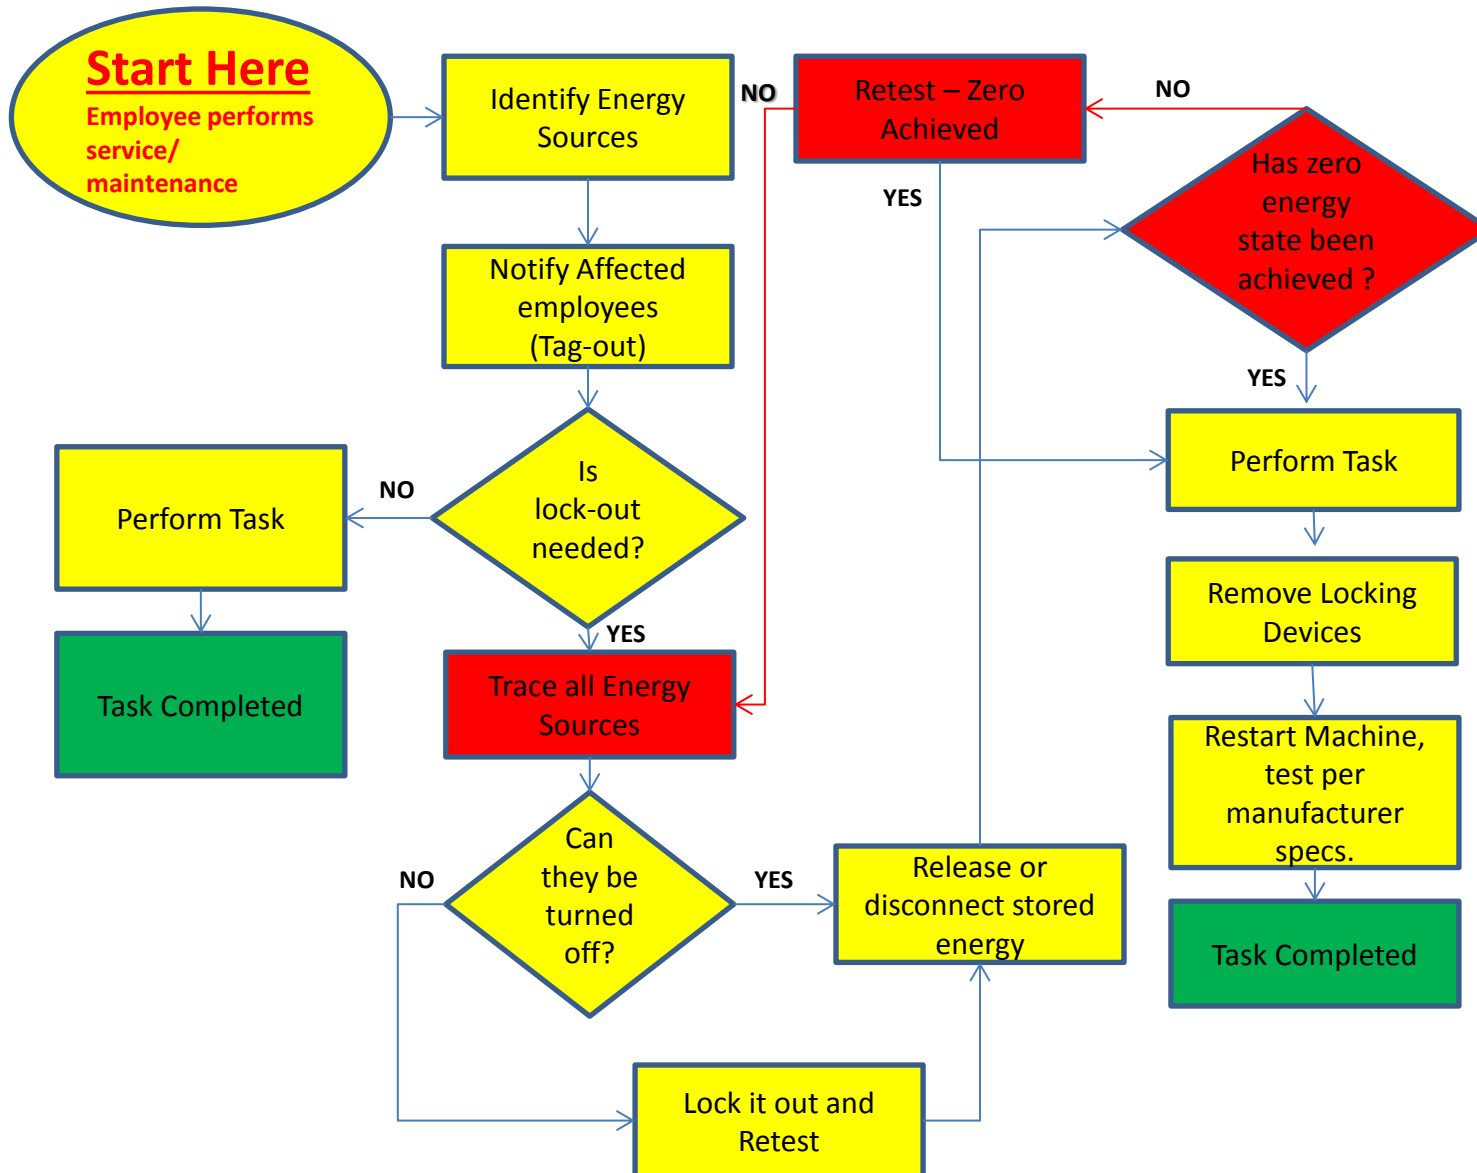 Start Here
Employee performs
service/
maintenance
Identify Energy
Sources
Notify Affected
employees
(Tag-out)
Is
lock-out
needed?
NO
Perform Task
Task Completed
YES
Trace all Energy
Sources
Can
they be
turned
off?
NO
YES
Lock it out and
Retest
Release or
disconnect stored
energy
Has zero
energy
state been
achieved ?
NO
Retest – Zero
Achieved
NO
YES
YES
Perform Task
Remove Locking
Devices
Restart Machine,
test per
manufacturer
specs.
Task Completed